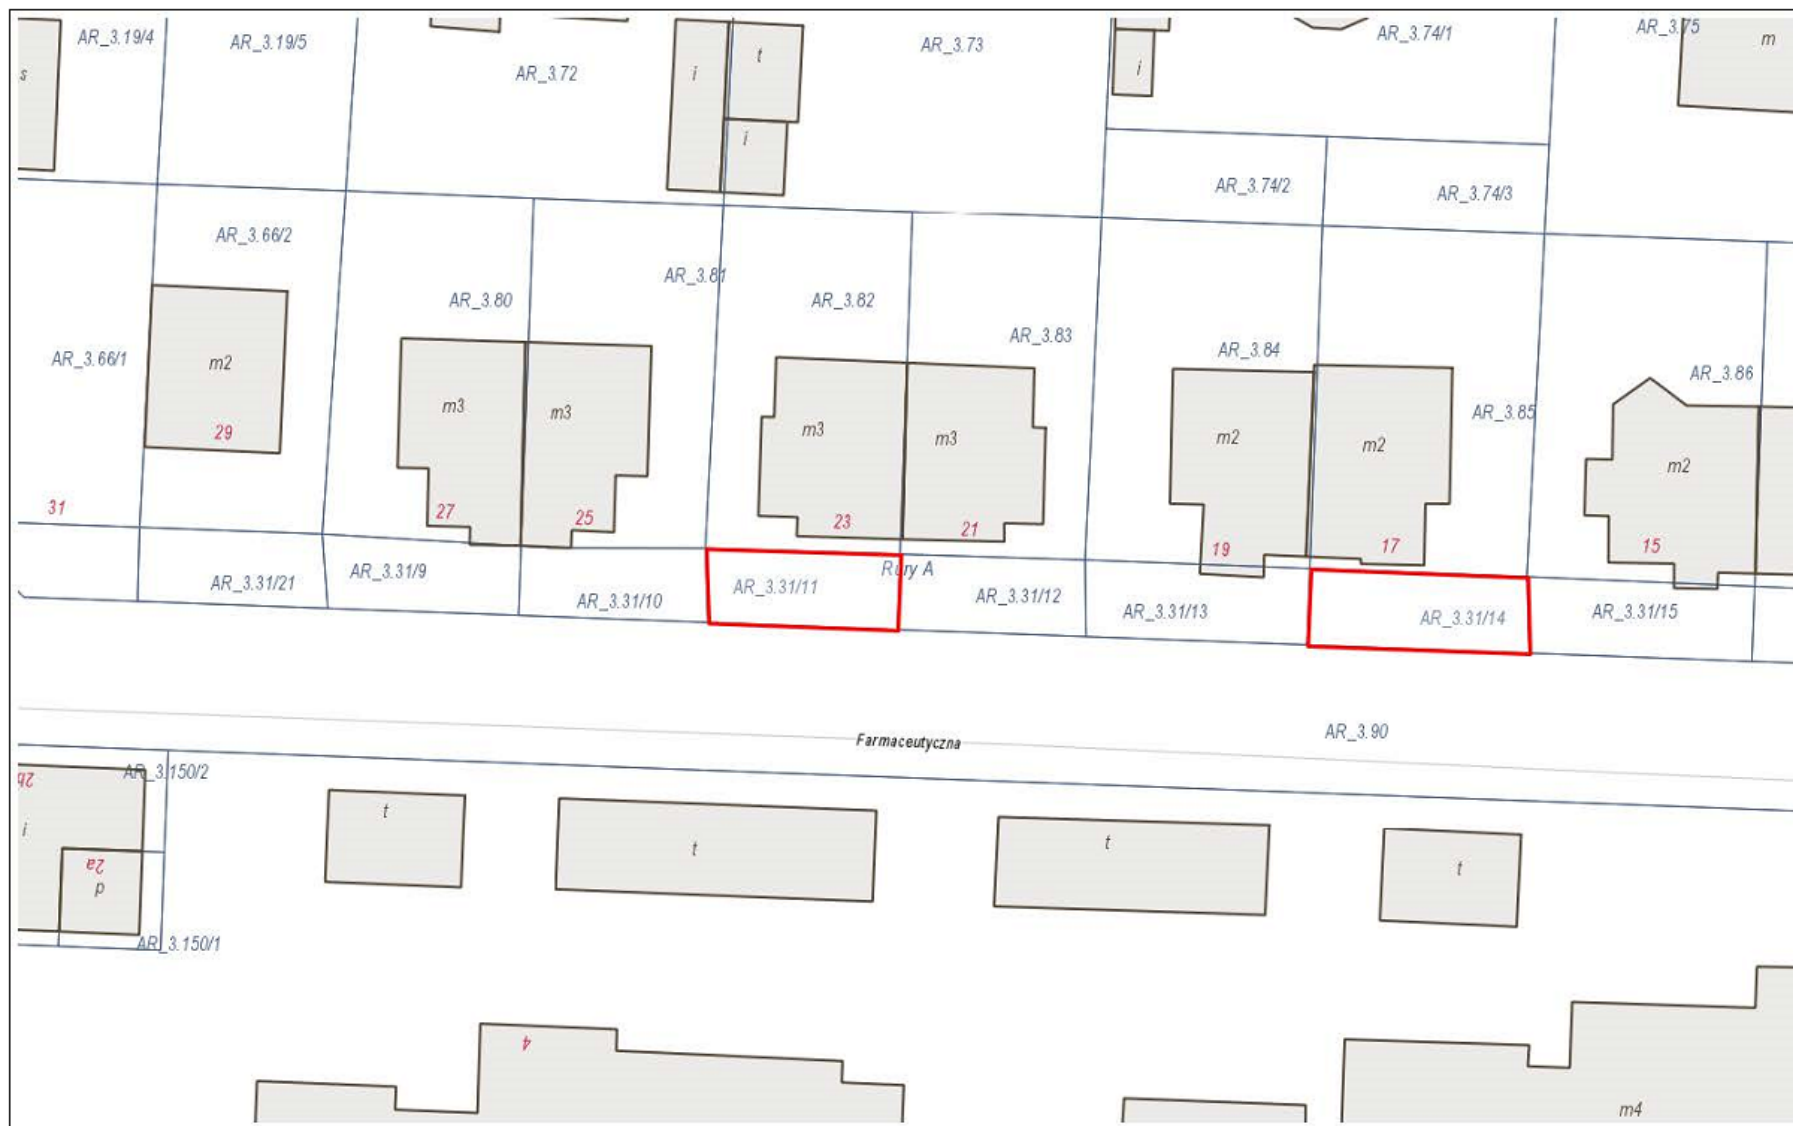 AR_3.19/4
AR_3.19/5
AR_3.72
AR_3.73
AR_3.74/1
AR_3.75
m
s
i
t
i
i
AR_3.74/2
AR_3.74/3
AR_3.66/2
AR_3.80
AR_3.81
AR_3.82
AR_3.83
AR_3.84
AR_3.85
AR_3.86
AR_3.66/1
m2
29
m3
m3
m3
m3
m2
m2
m2
31
27
25
23
21
19
17
15
AR_3.31/21
AR_3.31/9
AR_3.31/10
AR_3.31/11
Rury A
AR_3.31/12
AR_3.31/13
AR_3.31/14
AR_3.31/15
Farmaceutyczna
AR_3.90
AR_3.150/2
2b
i
2a
p
AR_3.150/1
t
t
t
t
4
m4